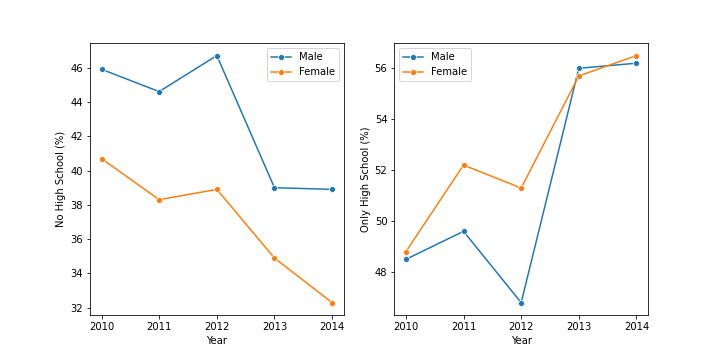 No High School (%)
46
44
42
40
38
36
34
32
2010 2011 2012 2013 2014
Year
Male
Female
Only High School (%)
56
54
52
50
48
2010 2011 2012 2013 2014
Year
Male
Female